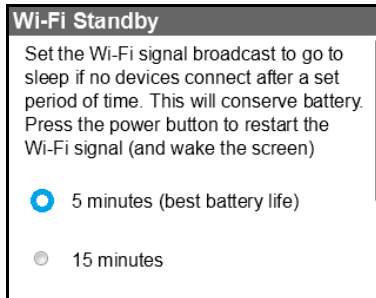 Wi-Fi Standby
Set the Wi-Fi signal broadcast to go to
sleep if no devices connect after a set
period of time. This will conserve battery.
Press the power button to restart the
Wi-Fi signal (and wake the screen)
5 minutes (best battery life)
15 minutes